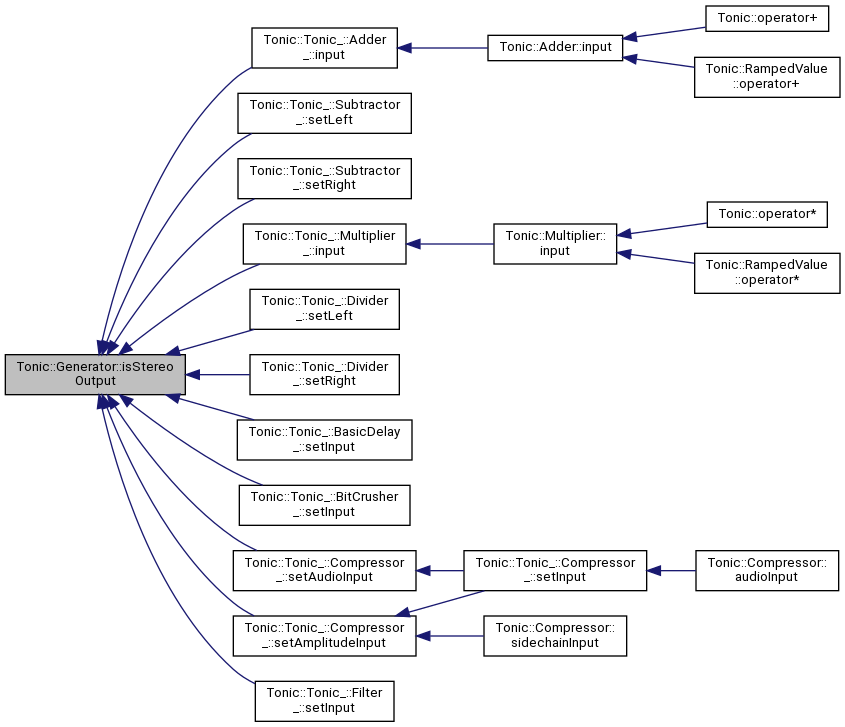 Tonic::Generator::isStereo
Output
Tonic::Tonic_::Adder
_::input
Tonic::Adder::input
Tonic::operator+
Tonic::RampedValue
::operator+
Tonic::Tonic_::Subtractor
_::setLeft
Tonic::Tonic_::Subtractor
_::setRight
Tonic::Tonic_::Multiplier
_::input
Tonic::Multiplier::
input
Tonic::operator*
Tonic::RampedValue
::operator*
Tonic::Tonic_::Divider
_::setLeft
Tonic::Tonic_::Divider
_::setRight
Tonic::Tonic_::BasicDelay
_::setInput
Tonic::Tonic_::BitCrusher
_::setInput
Tonic::Tonic_::Compressor
_::setAudioInput
Tonic::Tonic_::Compressor
_::setInput
Tonic::Compressor::
audioInput
Tonic::Tonic_::Compressor
_::setAmplitudeInput
Tonic::Compressor::
sidechainInput
Tonic::Tonic_::Filter
_::setInput